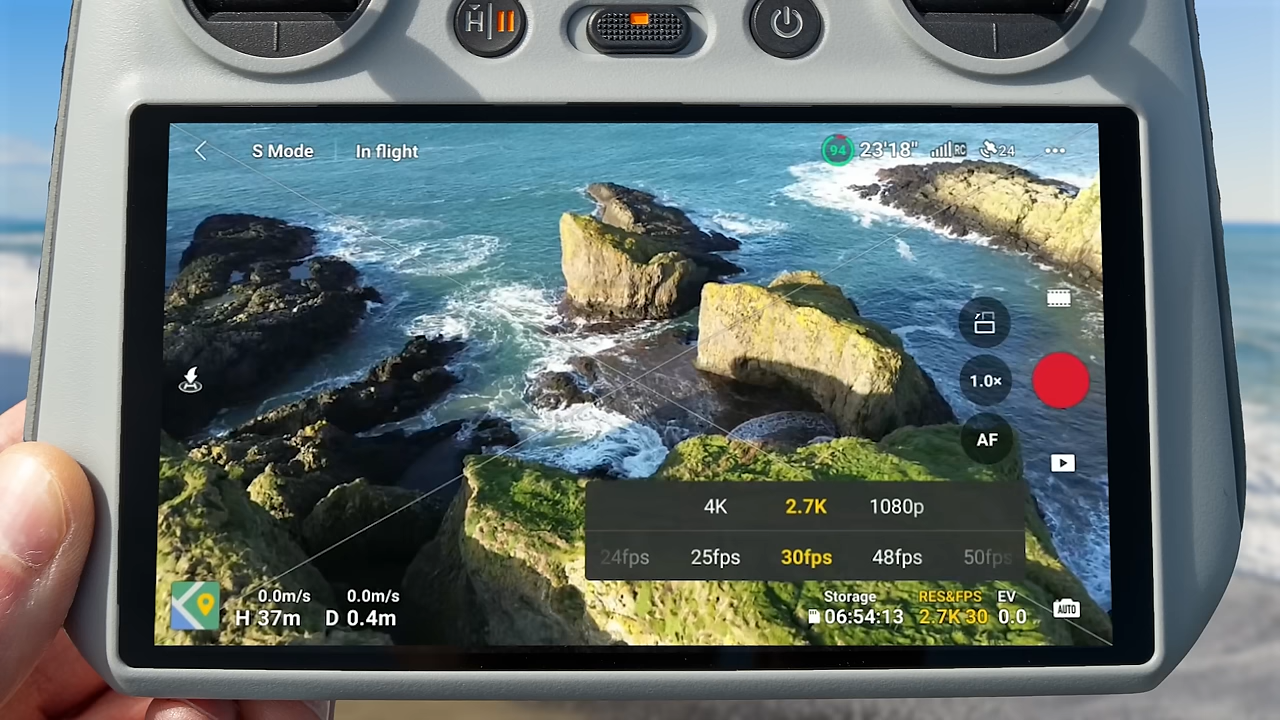 H
S Mode In flight 94 23'18" RC 24
1.0×
AF
4K 2.7K 1080p
24fps 25fps 30fps 48fps 50fps
0.0m/s 0.0m/s
H 37m D 0.4m
Storage RES&FPS EV
06:54:13 2.7K 30 0.0
AUTO